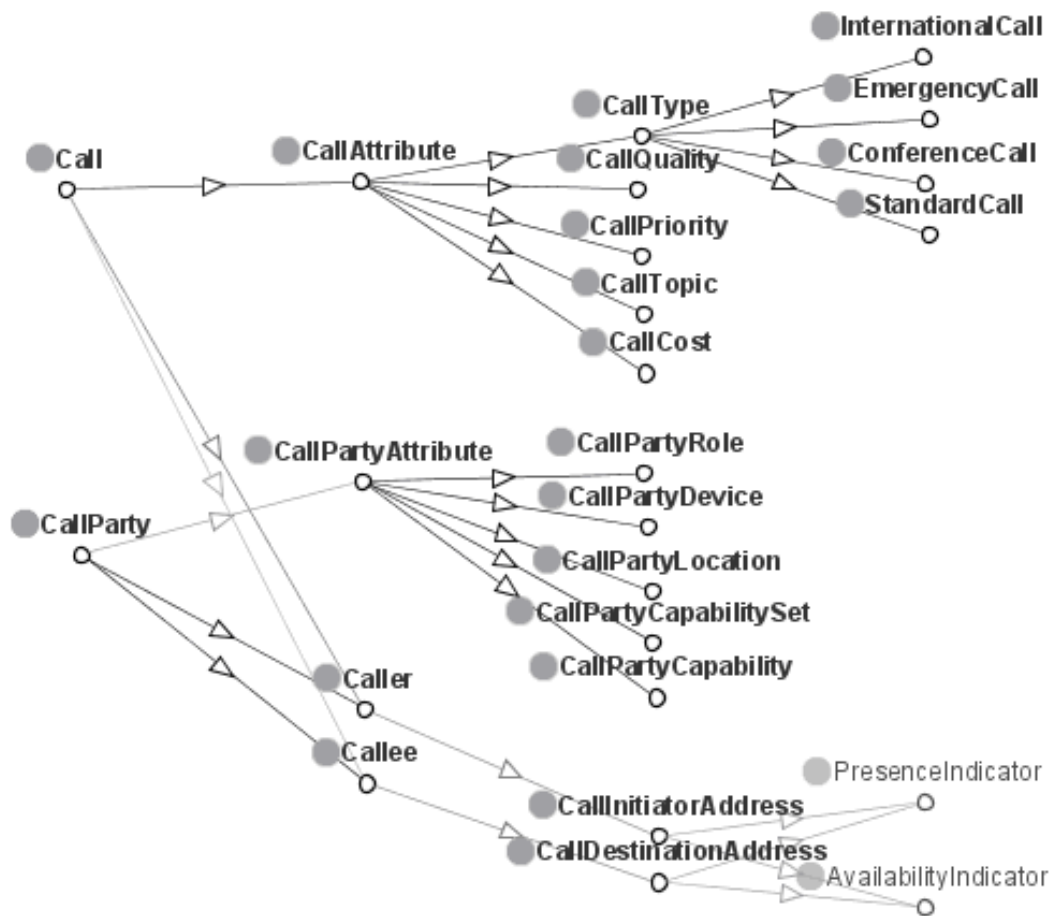 InternationalCall
EmergencyCall
CallType
ConferenceCall
CallAttribute
Call
CallQuality
StandardCall
CallPriority
CallTopic
CallCost
CallPartyRole
CallPartyAttribute
CallPartyDevice
CallParty
CallPartyLocation
CallPartyCapabilitySet
CallPartyCapability
Caller
Callee
PresenceIndicator
CallInitiatorAddress
CallDestinationAddress
AvailabilityIndicator